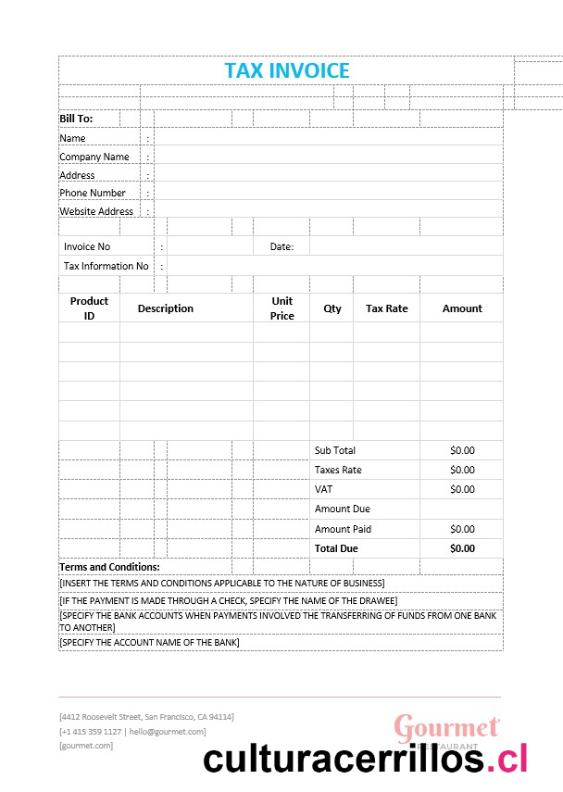 TAX INVOICE
Bill To:
Name :
Company Name :
Address :
Phone Number :
Website Address :
Invoice No : Date:
Tax Information No :
Product ID Description Unit Price Qty Tax Rate Amount
Sub Total $0.00
Taxes Rate $0.00
VAT $0.00
Amount Due
Amount Paid $0.00
Total Due $0.00
Terms and Conditions:
[INSERT THE TERMS AND CONDITIONS APPLICABLE TO THE NATURE OF BUSINESS]
[IF THE PAYMENT IS MADE THROUGH A CHECK, SPECIFY THE NAME OF THE DRAWEE]
[SPECIFY THE BANK ACCOUNTS WHEN PAYMENTS INVOLVED THE TRANSFERRING OF FUNDS FROM ONE BANK
TO ANOTHER]
[SPECIFY THE ACCOUNT NAME OF THE BANK]
[4412 Roosevelt Street, San Francisco, CA 94114]
[+1 415 359 1127 | hello@gourmet.com]
[gourmet.com]
Gourmet
RESTAURANT
culturacerrillos.cl